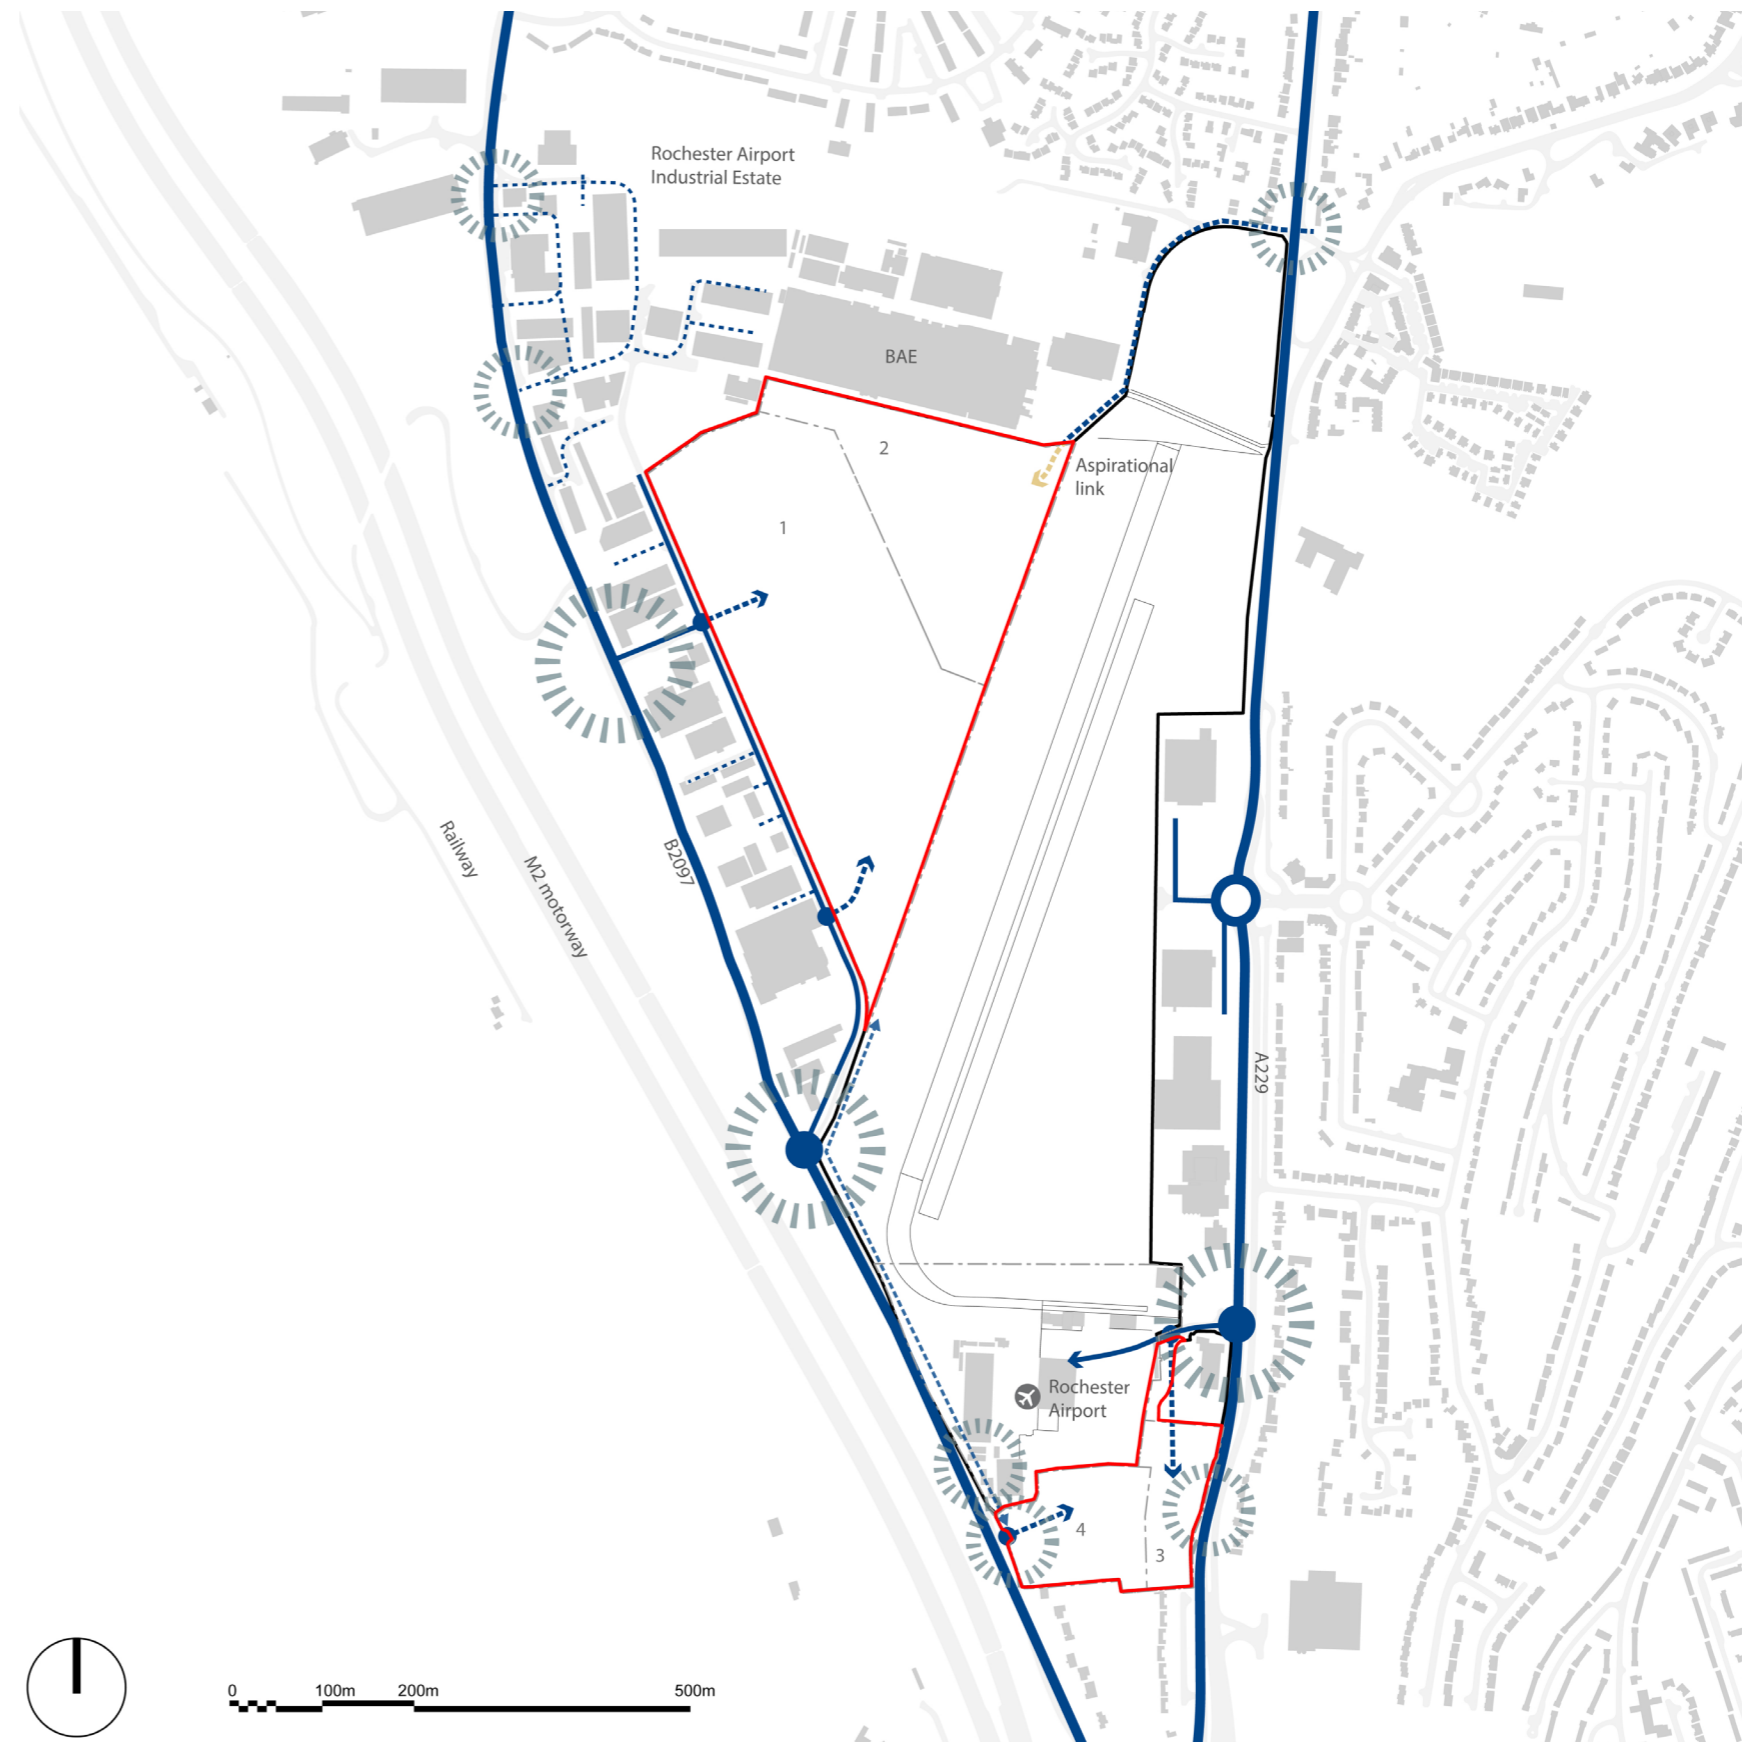 Rochester Airport
Industrial Estate
BAE
2
Aspirational
link
1
Railway
M2 motorway
B2097
A229
Rochester
Airport
4
3
0
100m
200m
500m